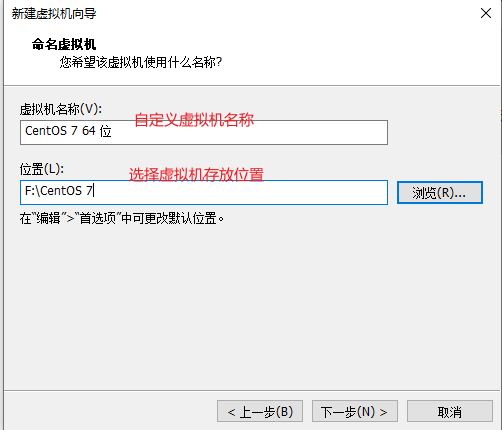 新建虚拟机向导
命名虚拟机
您希望该虚拟机使用什么名称?
虚拟机名称(V):
自定义虚拟机名称
CentOS 7 64 位
位置(L):
选择虚拟机存放位置
F:\CentOS 7
浏览(R)...
在“编辑”>“首选项”中可更改默认位置。
< 上一步(B)
下一步(N) >
取消